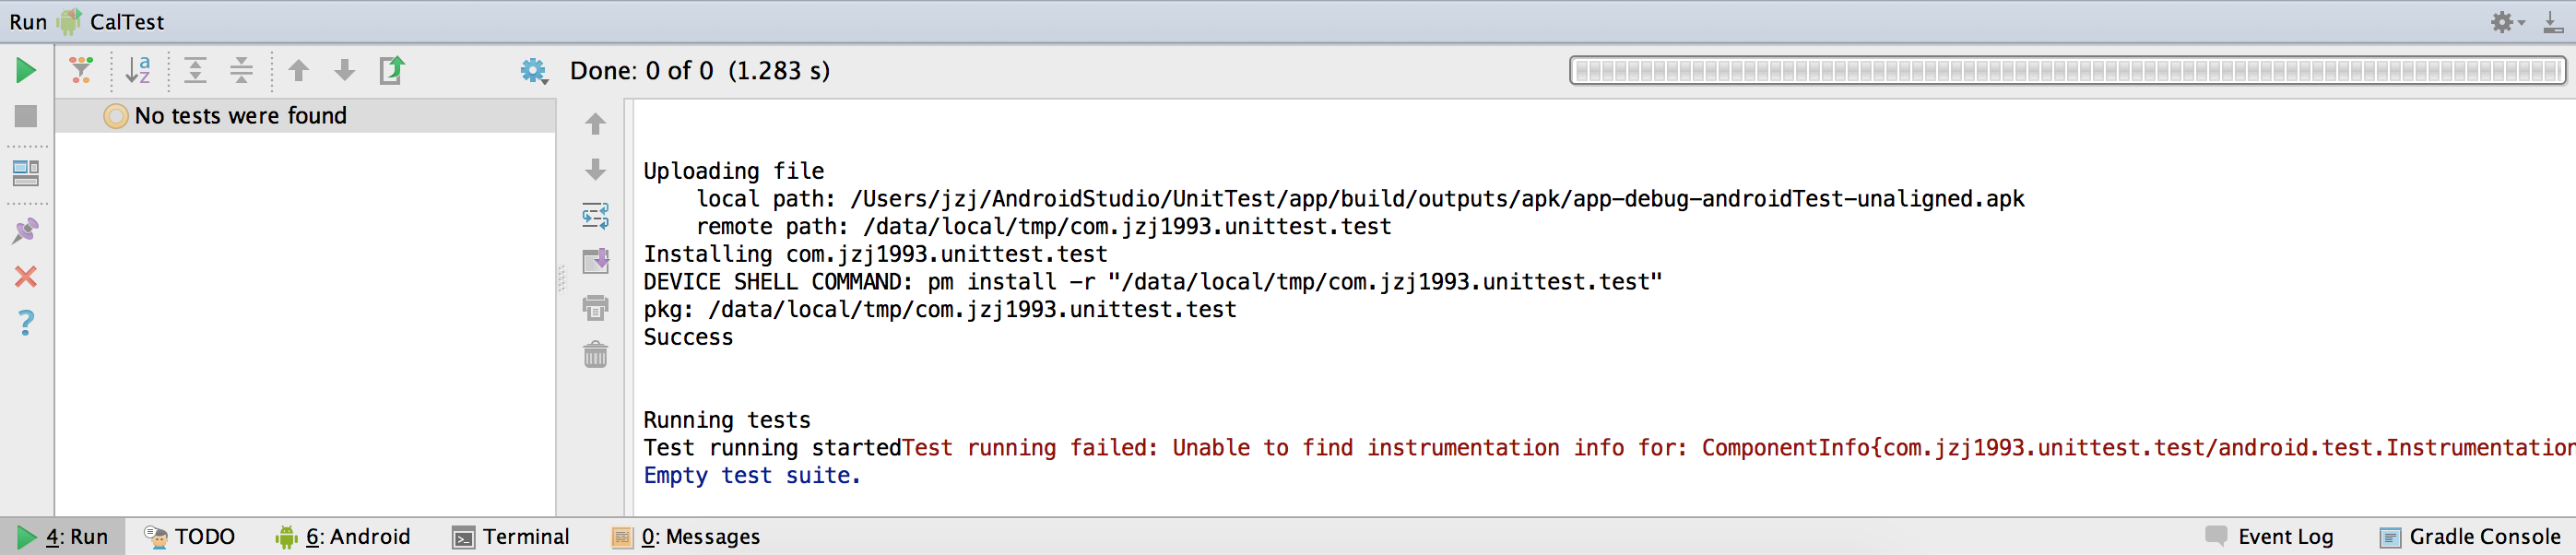 Run CalTest
a
z
Done: 0 of 0 (1.283 s)
No tests were found
Uploading file
local path: /Users/jzj/AndroidStudio/UnitTest/app/build/outputs/apk/app-debug-androidTest-unaligned.apk
remote path: /data/local/tmp/com.jzj1993.unittest.test
Installing com.jzj1993.unittest.test
DEVICE SHELL COMMAND: pm install -r "/data/local/tmp/com.jzj1993.unittest.test"
pkg: /data/local/tmp/com.jzj1993.unittest.test
Success
?
Running tests
Test running startedTest running failed: Unable to find instrumentation info for: ComponentInfo{com.jzj1993.unittest.test/android.test.Instrumentation
Empty test suite.
4: Run TODO 6: Android Terminal 0: Messages Event Log Gradle Console